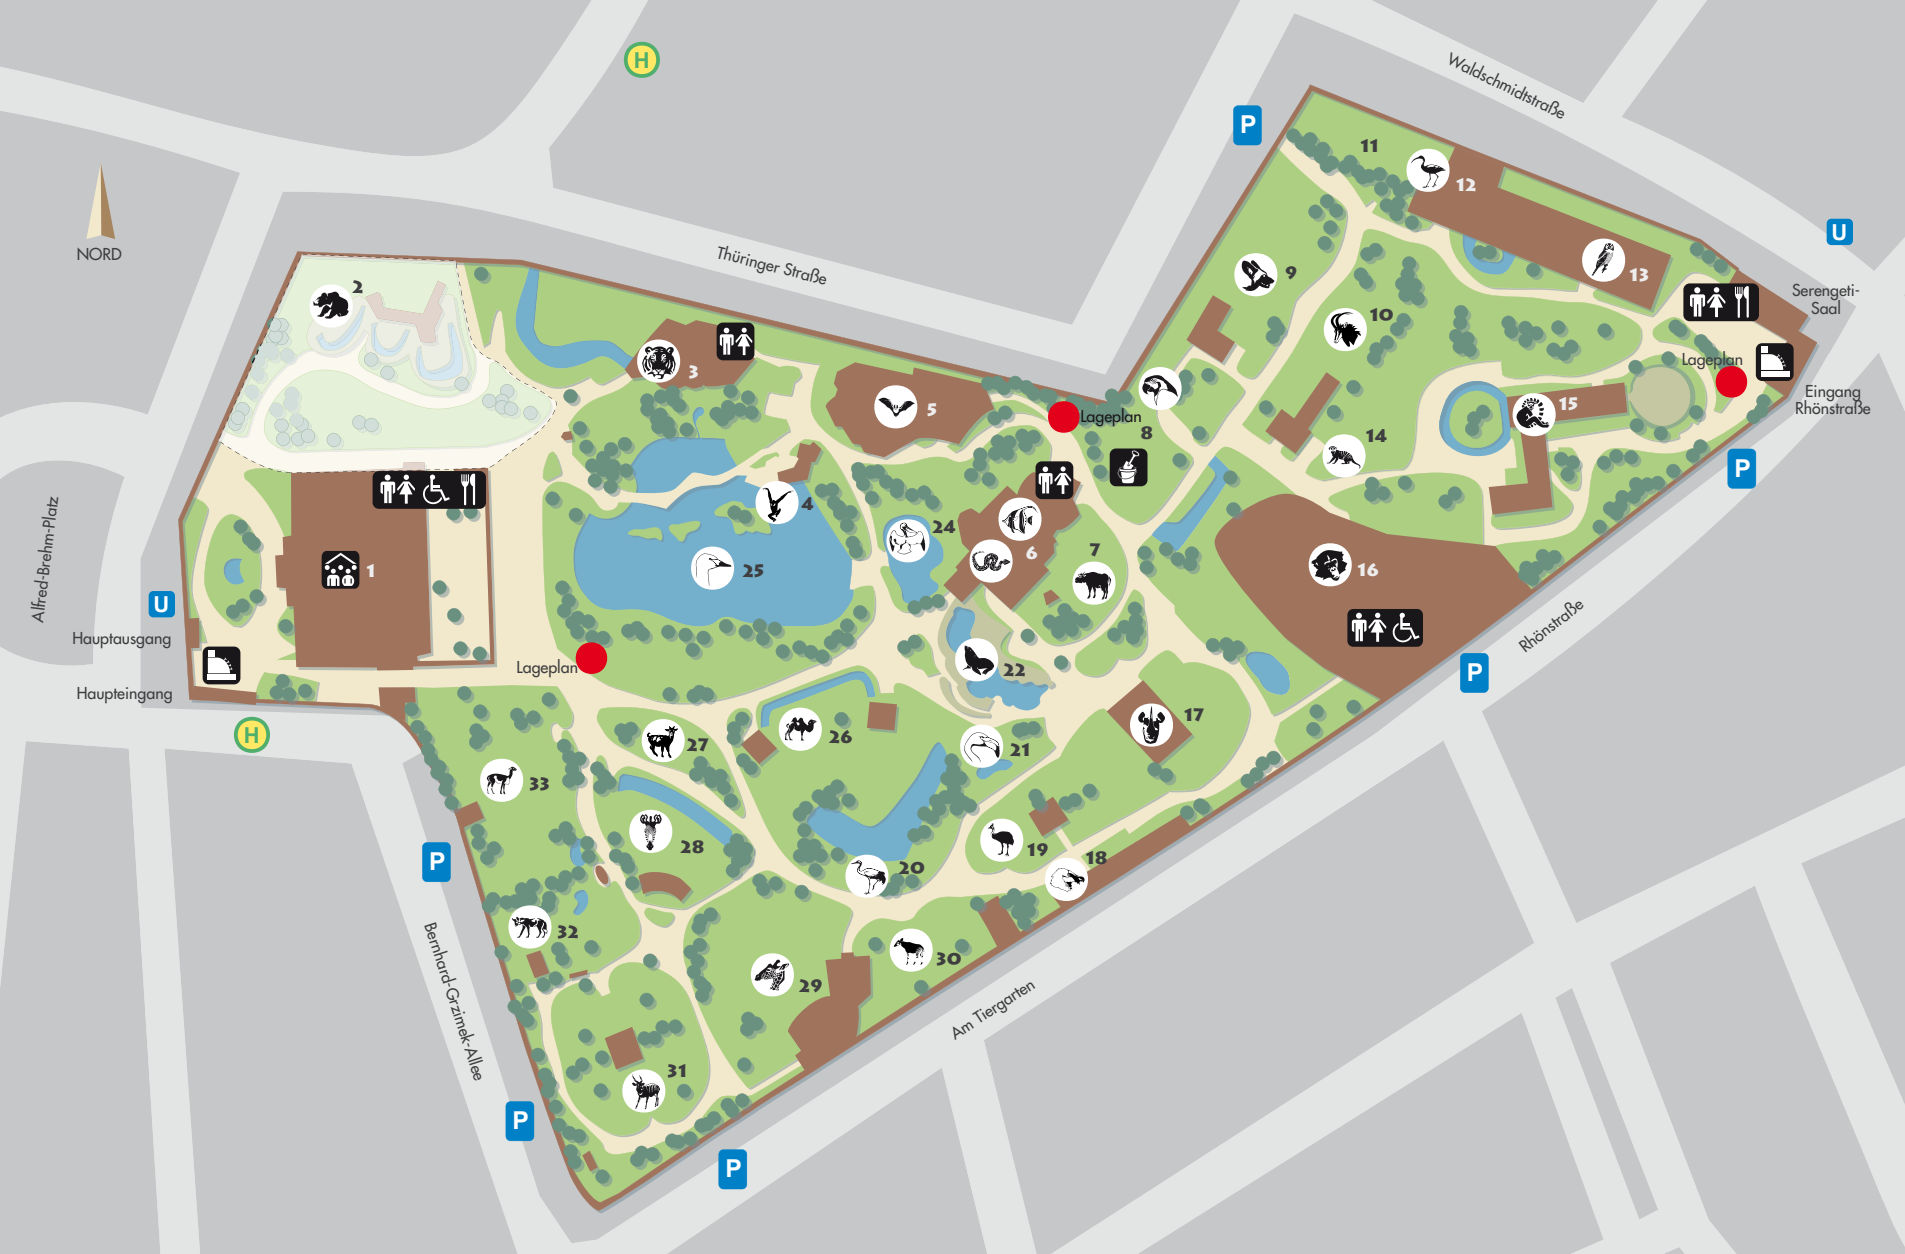 H
Waldschmidtstraße
P
11
12
U
NORD
Thüringer Straße
9
13
2
Serengeti-
Saal
10
3
Lageplan
Eingang
Rhönstraße
5
Lageplan
15
8
14
P
4
24
6
7
1
25
16
Alfred-Brehm-Platz
U
Hauptausgang
Rhönstraße
Lageplan
22
P
Haupteingang
17
H
26
27
21
33
28
19
18
P
20
32
Bernhard-Grzimek-Allee
29
30
Am Tiergarten
31
P
P